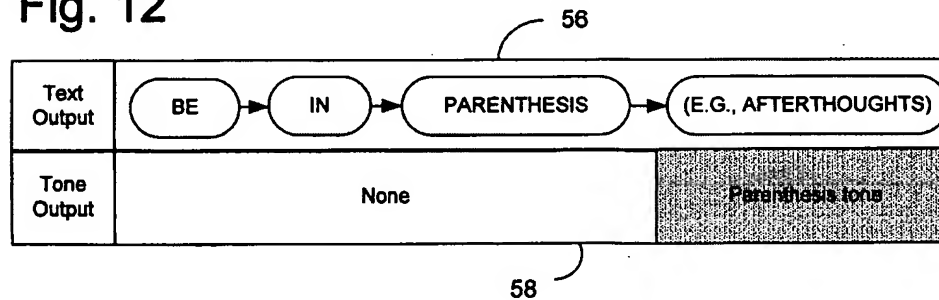 Fig. 12
56
Text Output
BE IN PARENTHESIS (E.G., AFTERTHOUGHTS)
Tone Output
None
Parenthesis tone
58